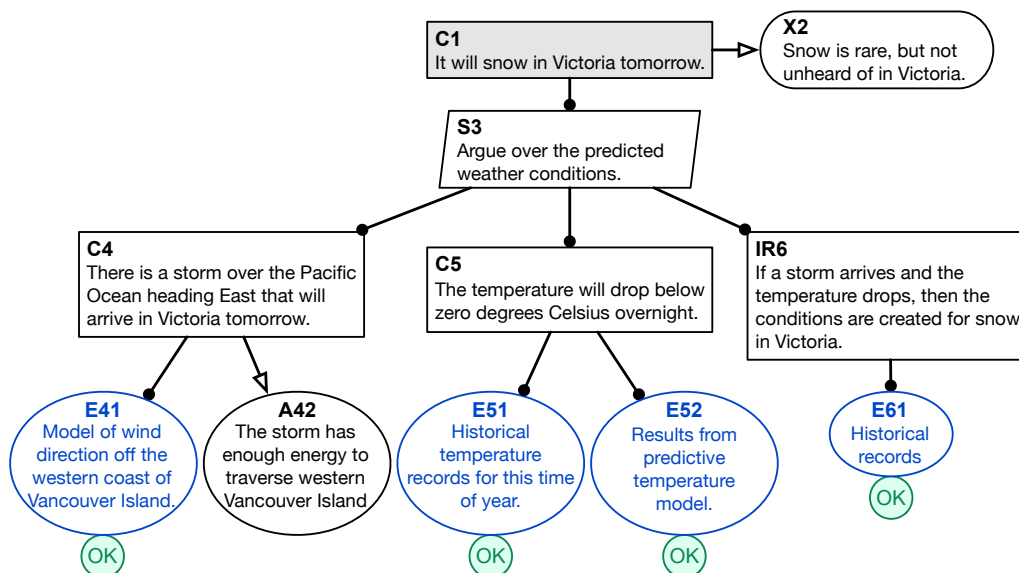 C1
It will snow in Victoria tomorrow.
X2
Snow is rare, but not
unheard of in Victoria.
S3
Argue over the predicted
weather conditions.
C4
There is a storm over the Pacific
Ocean heading East that will
arrive in Victoria tomorrow.
C5
The temperature will drop below
zero degrees Celsius overnight.
IR6
If a storm arrives and the
temperature drops, then the
conditions are created for snow
in Victoria.
E41
Model of wind
direction off the
western coast of
Vancouver Island.
OK
A42
The storm has
enough energy to
traverse western
Vancouver Island
E51
Historical
temperature
records for this time
of year.
OK
E52
Results from
predictive
temperature
model.
OK
E61
Historical
records
OK